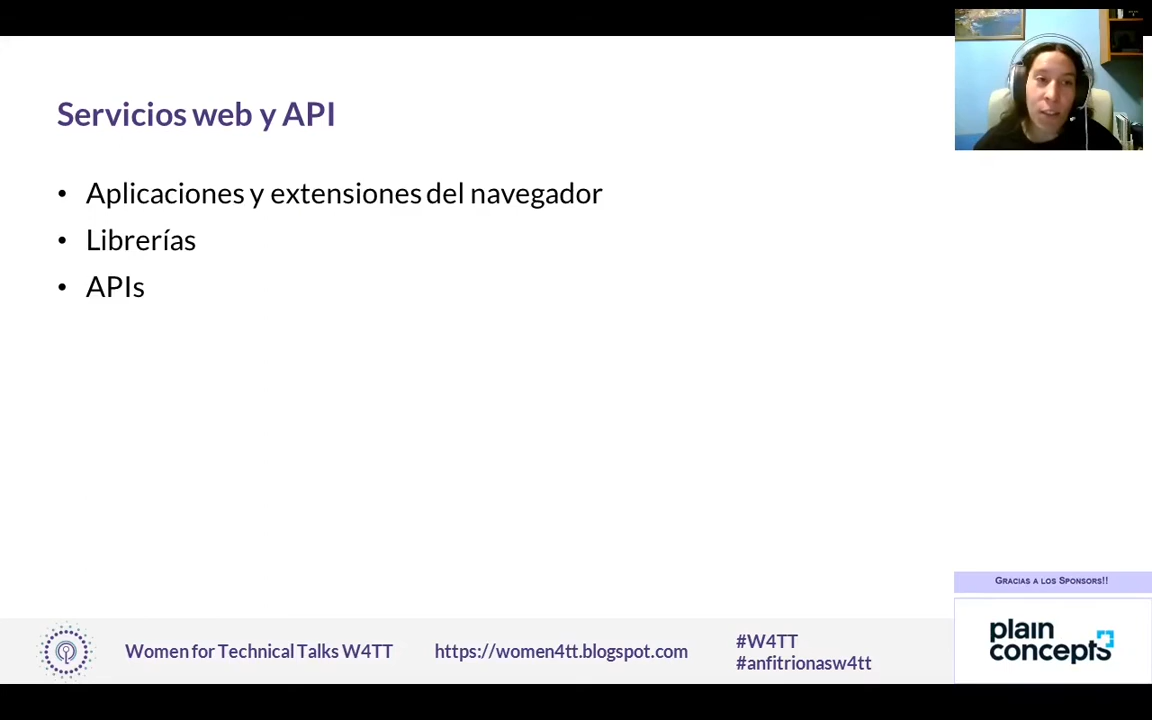 Servicios web y API
• Aplicaciones y extensiones del navegador
• Librerías
• APIs
GRACIAS A LOS SPONSORS!!
plain
concepts
Women for Technical Talks W4TT
https://women4tt.blogspot.com
#W4TT
#anfitrionasw4tt